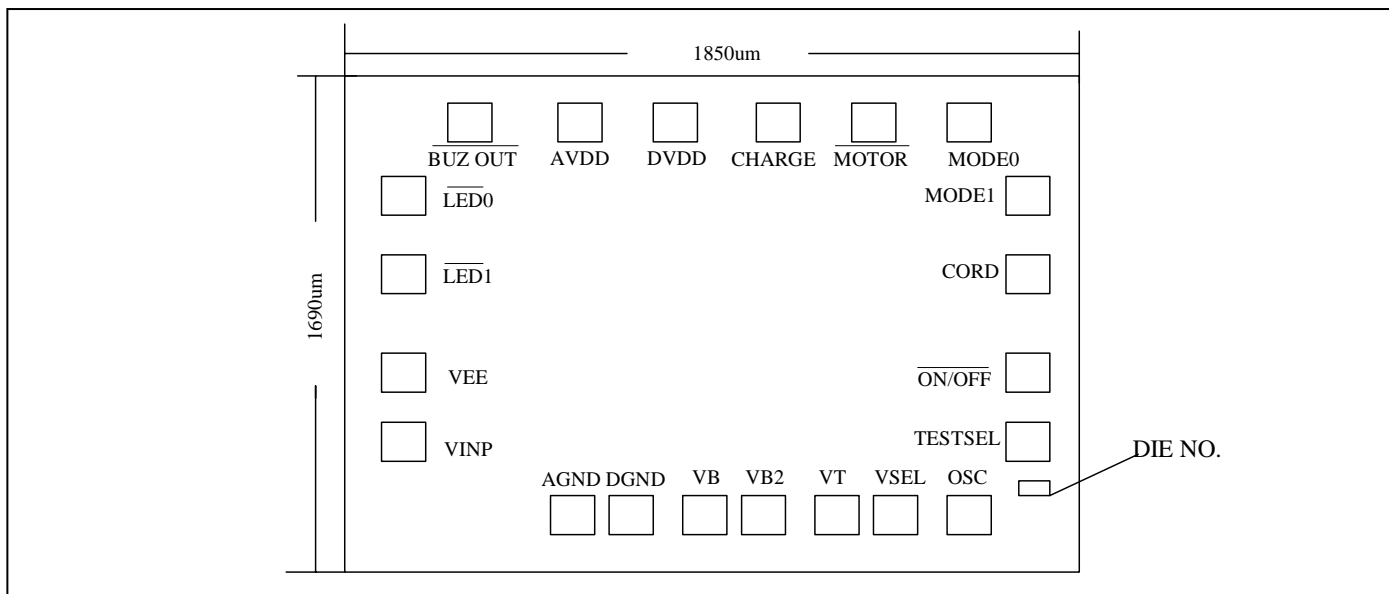 1850um
BUZ OUT AVDD DVDD CHARGE MOTOR MODE0
LED0 MODE1
LED1 CORD
1690um
VEE ON/OFF
VINP TESTSEL
DIE NO.
AGND DGND VB VB2 VT VSEL OSC